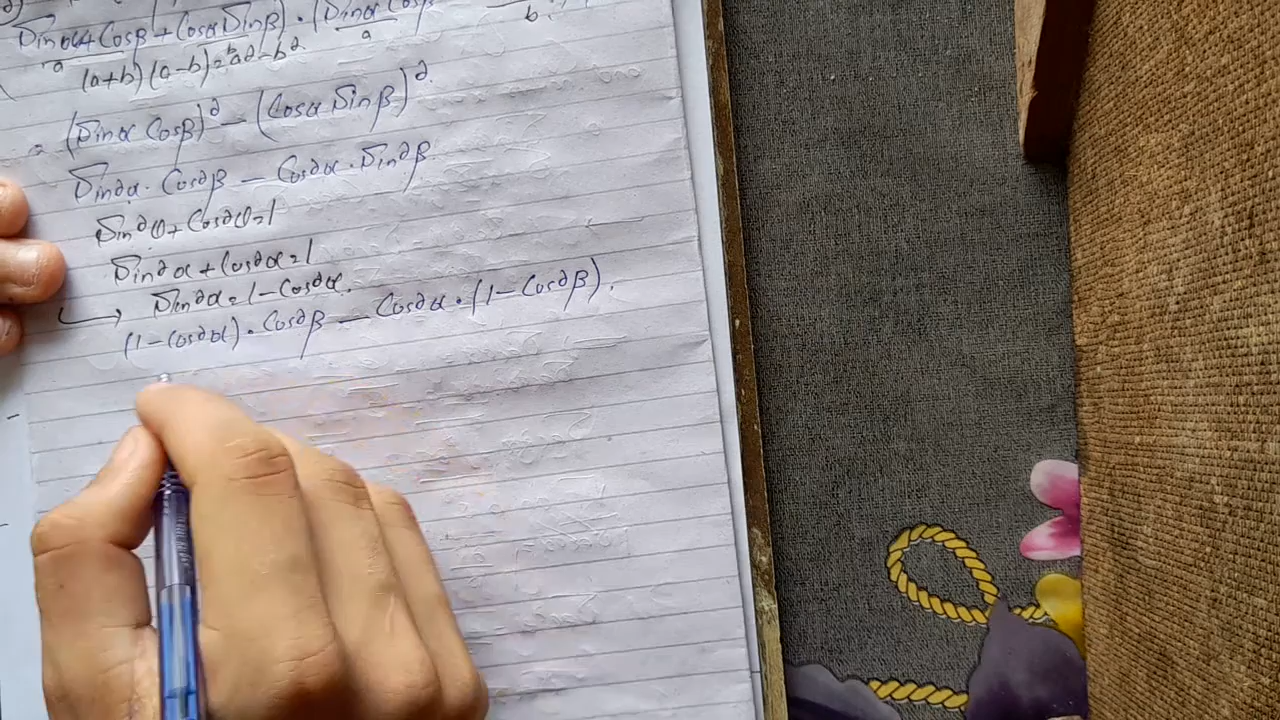 Sinα Cosβ + Cosα Sinβ) · (Sinα Cosβ
a b a b
(a+b) (a-b) = a² - b²
= (Sinα Cosβ)² - (Cosα Sinβ)²
Sin²α · Cos²β - Cos²α · Sin²β
Sin²θ + Cos²θ = 1
Sin²α + Cos²α = 1
Sin²α = 1 - Cos²α.
(1 - Cos²α) · Cos²β - Cos²α · (1 - Cos²β).